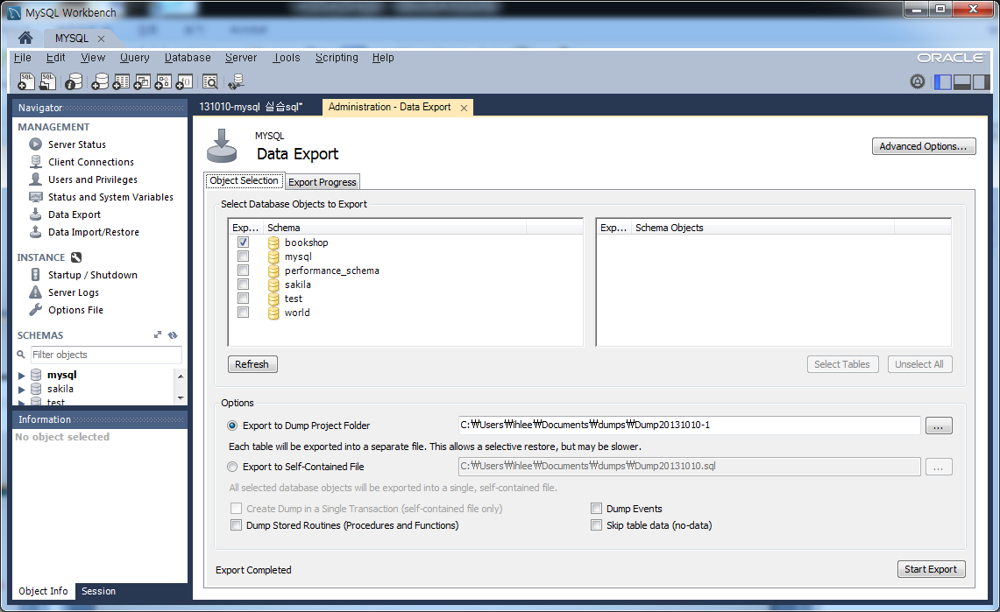 MySQL Workbench
MYSQL
File Edit View Query Database Server Tools Scripting Help
ORACLE
Navigator
MANAGEMENT
Server Status
Client Connections
Users and Privileges
Status and System Variables
Data Export
Data Import/Restore
INSTANCE
Startup / Shutdown
Server Logs
Options File
SCHEMAS
Filter objects
mysql
sakila
test
Information
No object selected
Object Info Session
131010-mysql 실습sql* Administration - Data Export
MYSQL
Data Export
Advanced Options...
Object Selection Export Progress
Select Database Objects to Export
Exp... Schema
bookshop
mysql
performance_schema
sakila
test
world
Exp... Schema Objects
Refresh
Select Tables Unselect All
Options
Export to Dump Project Folder C:₩Users₩ihlee₩Documents₩dumps₩Dump20131010-1 ...
Each table will be exported into a separate file. This allows a selective restore, but may be slower.
Export to Self-Contained File C:₩Users₩ihlee₩Documents₩dumps₩Dump20131010.sql ...
All selected database objects will be exported into a single, self-contained file.
Create Dump in a Single Transaction (self-contained file only) Dump Events
Dump Stored Routines (Procedures and Functions) Skip table data (no-data)
Export Completed
Start Export